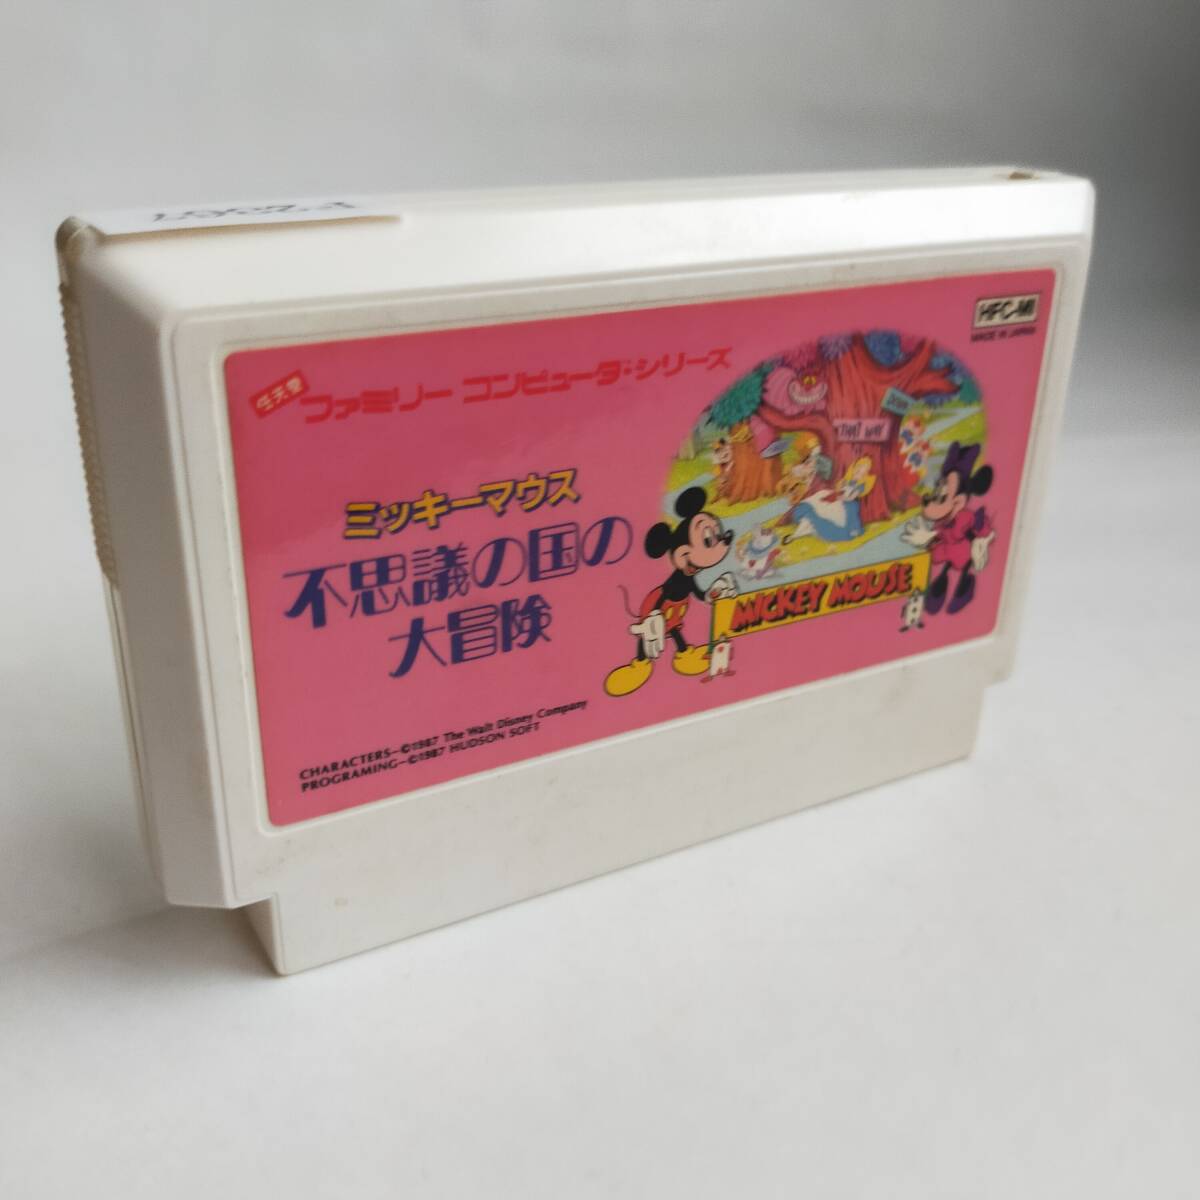 HFC-MI
MADE IN JAPAN
任天堂 ファミリー コンピュータ・シリーズ
ミッキーマウス
不思議の国の
大冒険
THAT WAY
MICKEY MOUSE
CHARACTERS—©1987 The Walt Disney Company
PROGRAMING—©1987 HUDSON SOFT